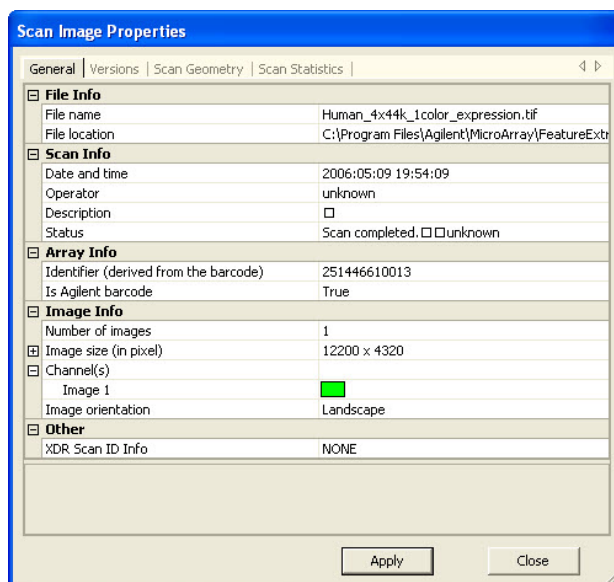 Scan Image Properties
General | Versions | Scan Geometry | Scan Statistics |
File Info
File name Human_4x44k_1color_expression.tif
File location C:\Program Files\Agilent\MicroArray\FeatureExtr
Scan Info
Date and time 2006:05:09 19:54:09
Operator unknown
Description □
Status Scan completed.□□unknown
Array Info
Identifier (derived from the barcode) 251446610013
Is Agilent barcode True
Image Info
Number of images 1
Image size (in pixel) 12200 x 4320
Channel(s)
Image 1
Image orientation Landscape
Other
XDR Scan ID Info NONE
Apply Close